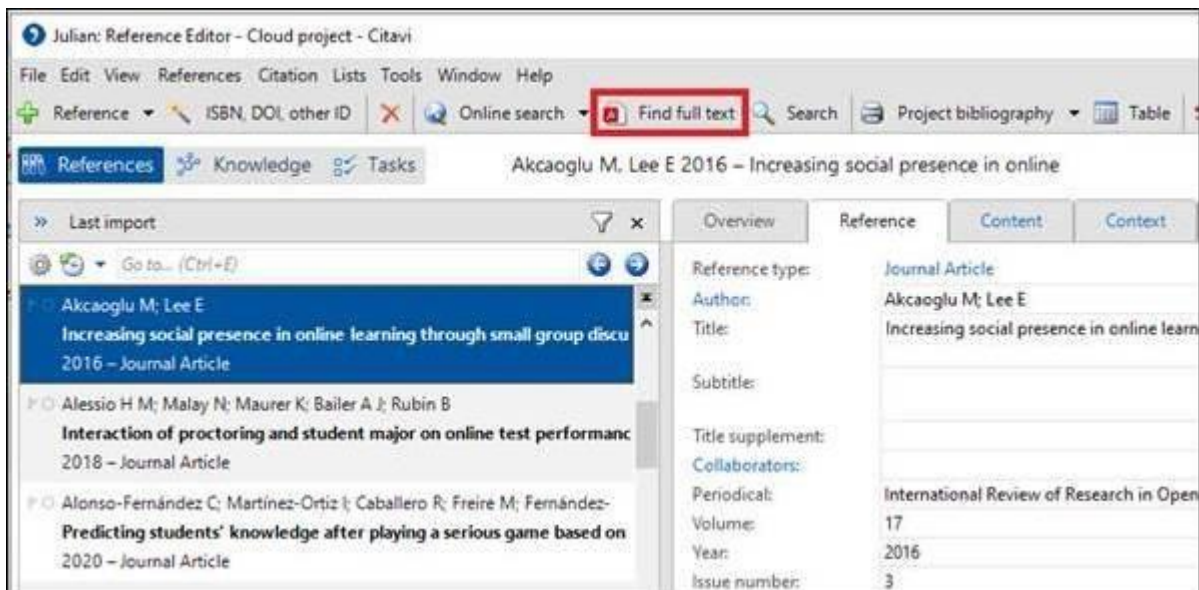 Julian: Reference Editor - Cloud project - Citavi
File Edit View References Citation Lists Tools Window Help
Reference ISBN, DOI, other ID Online search Find full text Search Project bibliography Table
References Knowledge Tasks Akcaoglu M, Lee E 2016 – Increasing social presence in online
Last import
Overview Reference Content Context
Go to... (Ctrl+E)
Reference type: Journal Article
Akcaoglu M; Lee E
Increasing social presence in online learning through small group discu
2016 – Journal Article
Author: Akcaoglu M; Lee E
Title: Increasing social presence in online learn
Subtitle:
Alessio H M; Malay N; Maurer K; Bailer A J; Rubin B
Interaction of proctoring and student major on online test performanc
2018 – Journal Article
Title supplement:
Collaborators:
Alonso-Fernández C; Martínez-Ortiz I; Caballero R; Freire M; Fernández-
Predicting students' knowledge after playing a serious game based on
2020 – Journal Article
Periodical: International Review of Research in Open
Volume: 17
Year: 2016
Issue number: 3